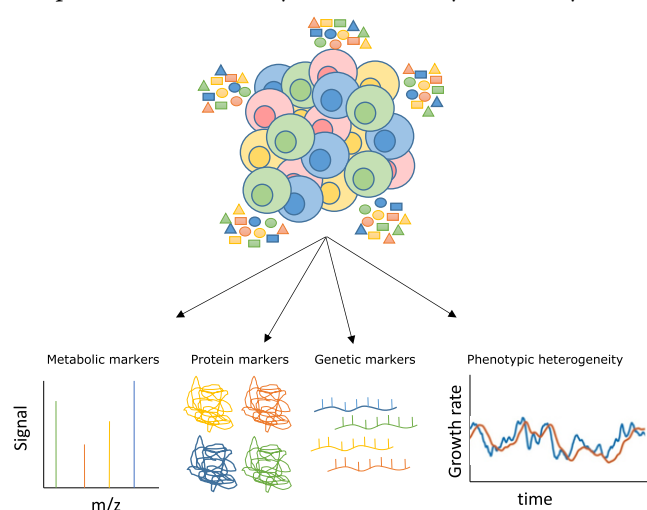 Metabolic markers
Protein markers
Genetic markers
Phenotypic heterogeneity
Signal
m/z
Growth rate
time